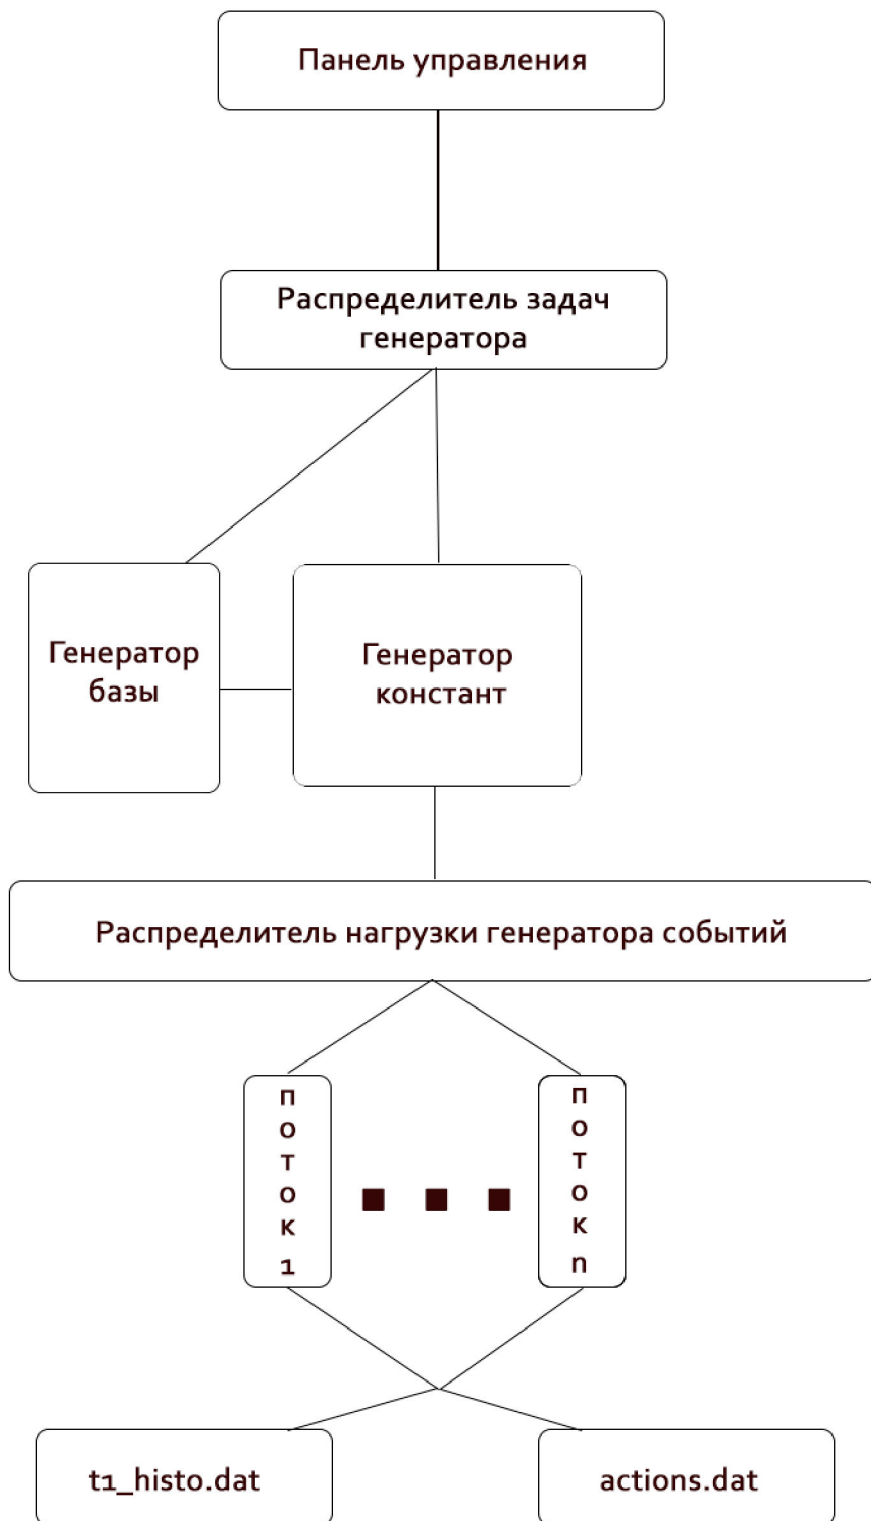 Панель управления
Распределитель задач
генератора
Генератор
базы
Генератор
констант
Распределитель нагрузки генератора событий
П
О
Т
О
К
1
П
О
Т
О
К
n
t1_histo.dat
actions.dat